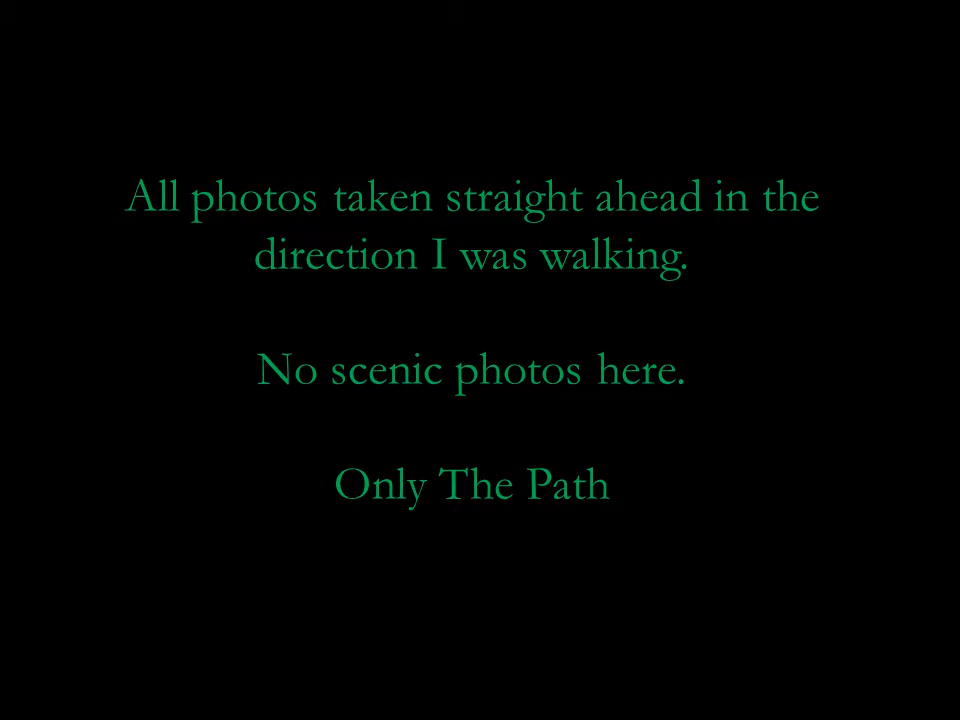 All photos taken straight ahead in the
direction I was walking.
No scenic photos here.
Only The Path